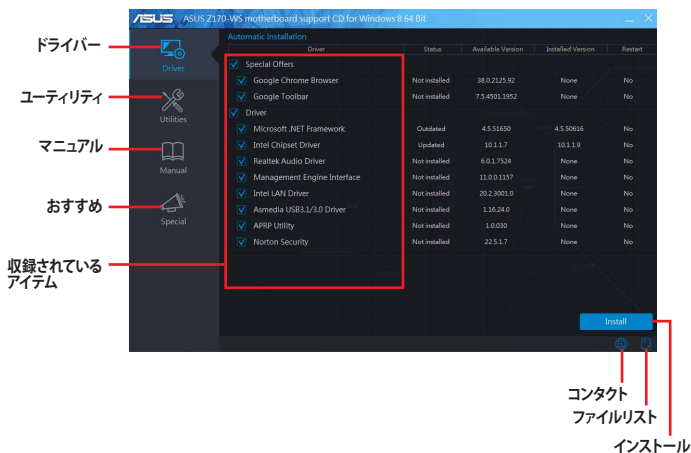 ASUS ASUS Z170-WS motherboard support CD for Windows 8 64 Bit
ドライバー
Driver
ユーティリティ
Utilities
マニュアル
Manual
おすすめ
Special
収録されている
アイテム
Automatic Installation
Driver Status Available Version Installed Version Restart
Special Offers
Google Chrome Browser Not installed 38.0.2125.92 None No
Google Toolbar Not installed 7.5.4501.1952 None No
Driver
Microsoft .NET Framework Outdated 4.5.51650 4.5.50616 No
Intel Chipset Driver Updated 10.1.1.7 10.1.1.9 No
Realtek Audio Driver Not installed 6.0.1.7524 None No
Management Engine Interface Not installed 11.0.0.1157 None No
Intel LAN Driver Not installed 20.2.3001.0 None No
Asmedia USB3.1/3.0 Driver Not installed 1.16.24.0 None No
APRP Utility Not installed 1.0.030 None No
Norton Security Not installed 22.5.1.7 None No
Install
コンタクト
ファイルリスト
インストール